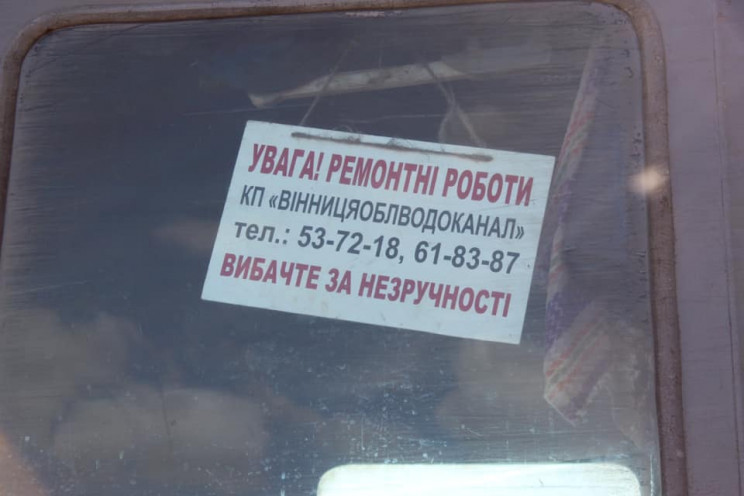 УВАГА! РЕМОНТНІ РОБОТИ
КП «ВІННИЦЯОБЛВОДОКАНАЛ»
тел.: 53-72-18, 61-83-87
ВИБАЧТЕ ЗА НЕЗРУЧНОСТІ